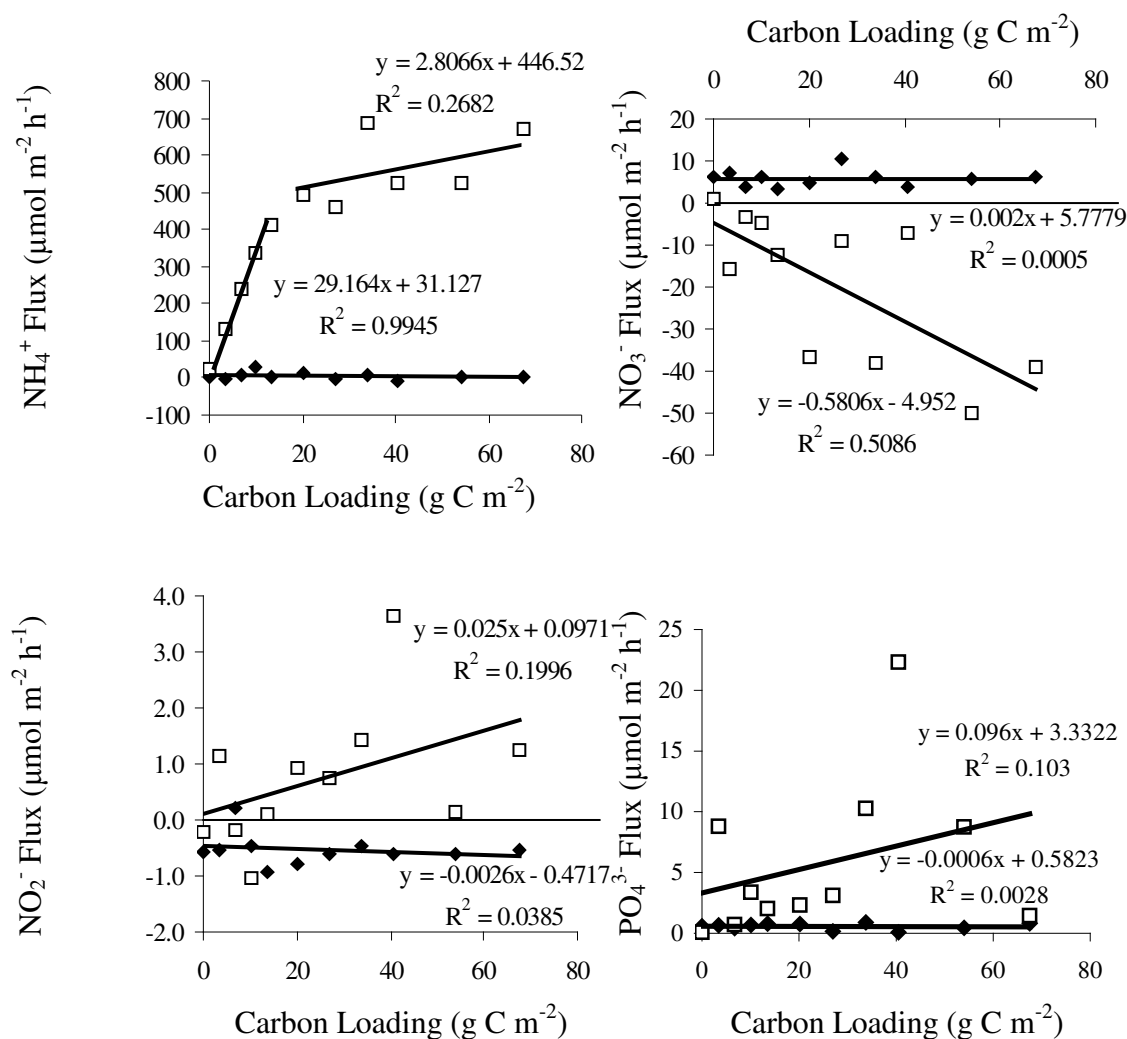 y = 2.8066x + 446.52
R² = 0.2682
y = 29.164x + 31.127
R² = 0.9945
800
700
600
500
400
300
200
100
0
-100
0 20 40 60 80
NH₄⁺ Flux (μmol m⁻² h⁻¹)
Carbon Loading (g C m⁻²)
Carbon Loading (g C m⁻²)
0 20 40 60 80
20
10
0
-10
-20
-30
-40
-50
-60
NO₃⁻ Flux (μmol m⁻² h⁻¹)
y = 0.002x + 5.7779
R² = 0.0005
y = -0.5806x - 4.952
R² = 0.5086
4.0
3.0
2.0
1.0
0.0
-1.0
-2.0
NO₂⁻ Flux (μmol m⁻² h⁻¹)
y = 0.025x + 0.0971
R² = 0.1996
y = -0.0026x - 0.4717
R² = 0.0385
0 20 40 60 80
Carbon Loading (g C m⁻²)
25
20
15
10
5
0
PO₄³⁻ Flux (μmol m⁻² h⁻¹)
y = 0.096x + 3.3322
R² = 0.103
y = -0.0006x + 0.5823
R² = 0.0028
0 20 40 60 80
Carbon Loading (g C m⁻²)